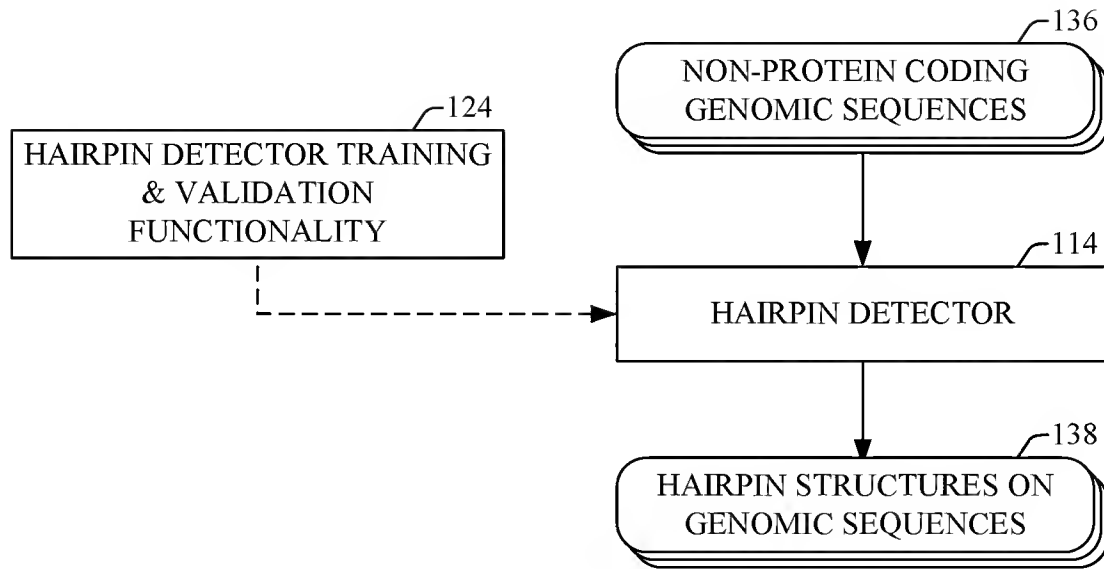 136
NON-PROTEIN CODING
GENOMIC SEQUENCES
124
HAIRPIN DETECTOR TRAINING
& VALIDATION
FUNCTIONALITY
114
HAIRPIN DETECTOR
138
HAIRPIN STRUCTURES ON
GENOMIC SEQUENCES